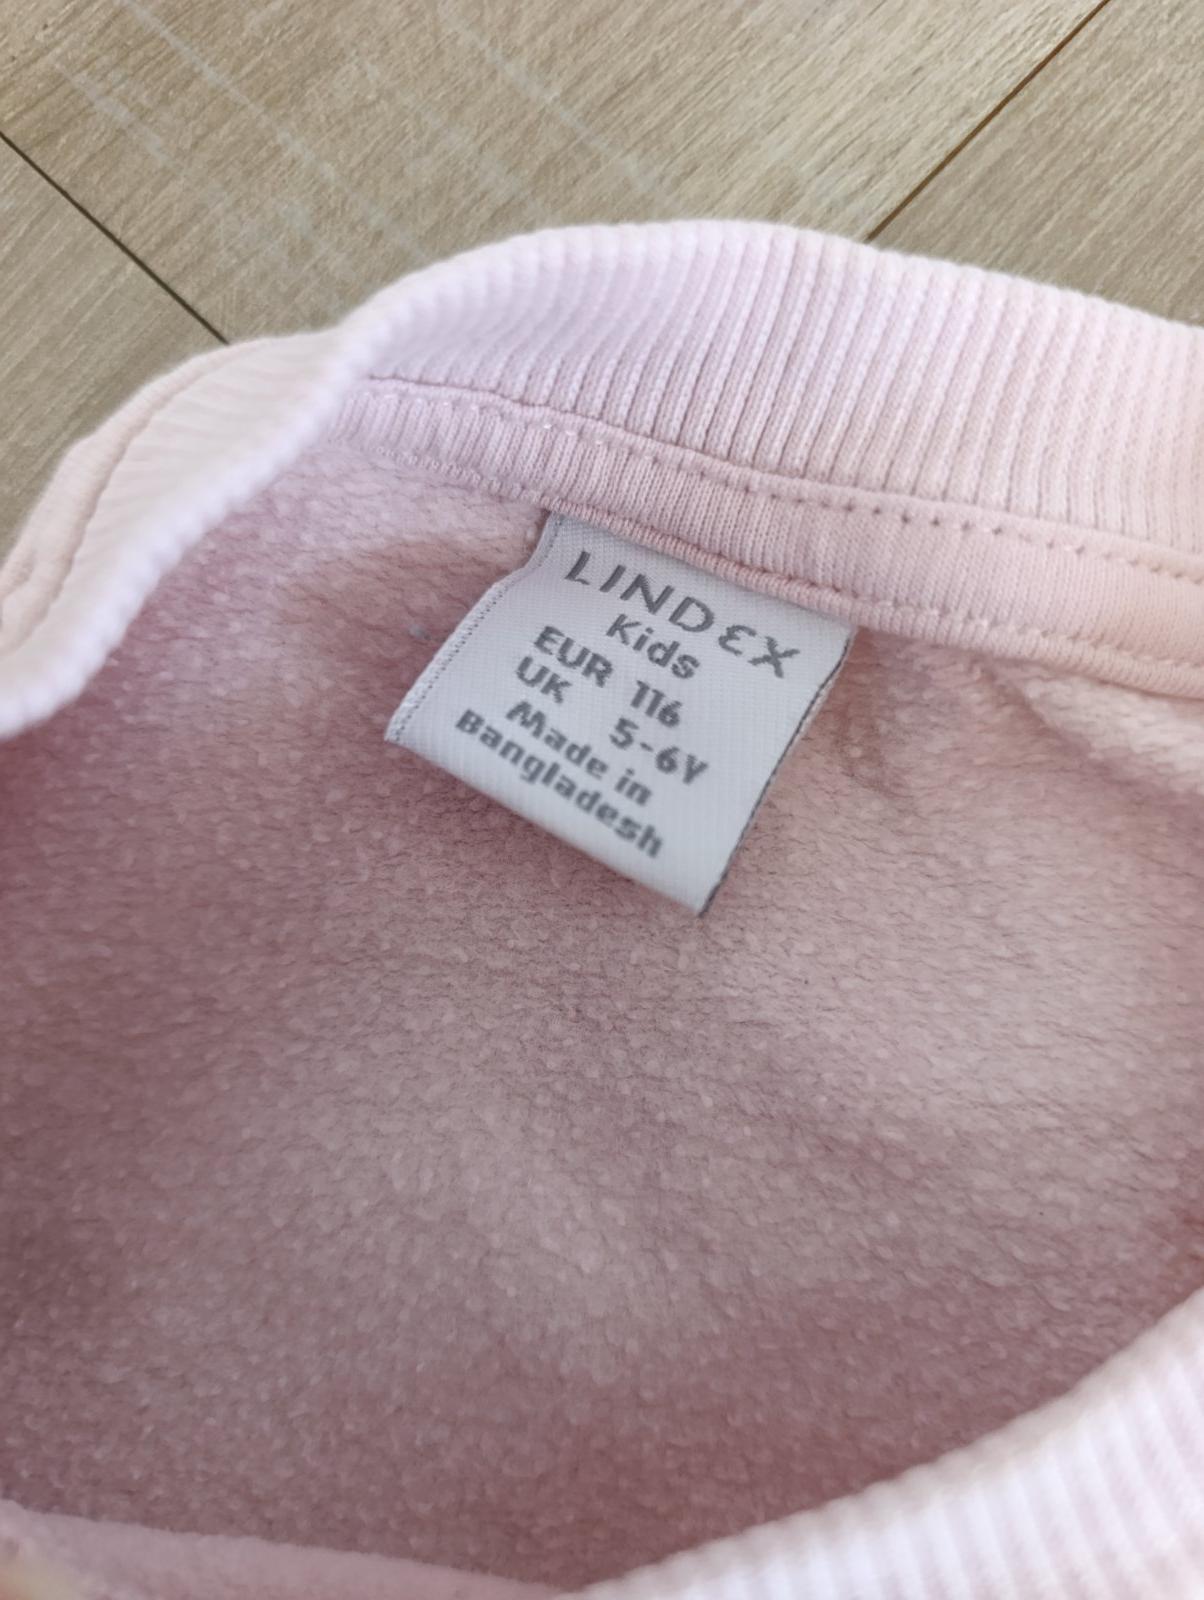 LINDEX
Kids
EUR 116
UK 5-6Y
Made in
Bangladesh